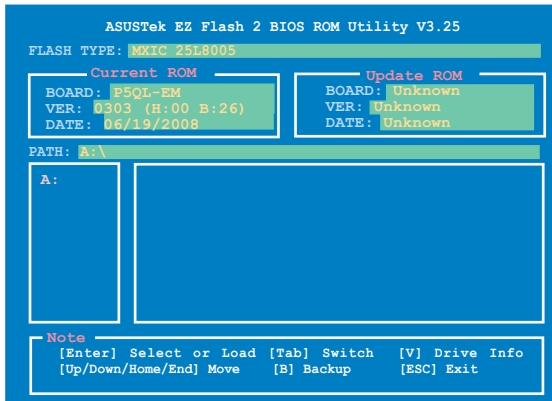 ASUSTek EZ Flash 2 BIOS ROM Utility V3.25
FLASH TYPE: MXIC 25L8005
Current ROM
BOARD: P5QL-EM
VER: 0303 (H:00 B:26)
DATE: 06/19/2008
Update ROM
BOARD: Unknown
VER: Unknown
DATE: Unknown
PATH: A:\
A:
Note
[Enter] Select or Load [Tab] Switch [V] Drive Info
[Up/Down/Home/End] Move [B] Backup [ESC] Exit